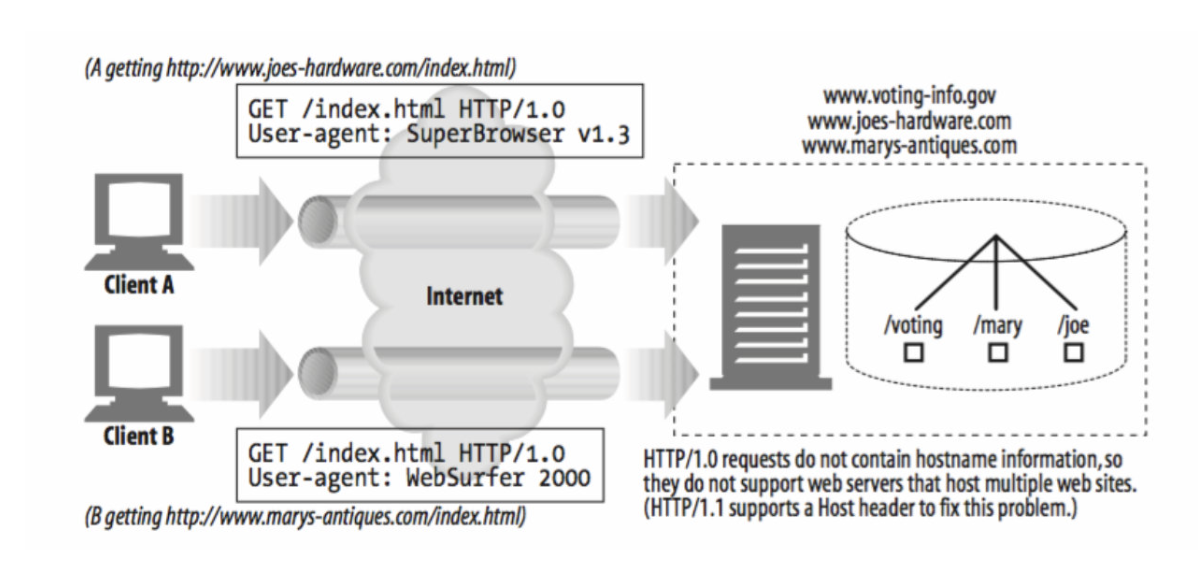 (A getting http://www.joes-hardware.com/index.html)
GET /index.html HTTP/1.0
User-agent: SuperBrowser v1.3
www.voting-info.gov
www.joes-hardware.com
www.marys-antiques.com
Client A
Internet
/voting /mary /joe
Client B
GET /index.html HTTP/1.0
User-agent: WebSurfer 2000
(B getting http://www.marys-antiques.com/index.html)
HTTP/1.0 requests do not contain hostname information, so
they do not support web servers that host multiple web sites.
(HTTP/1.1 supports a Host header to fix this problem.)